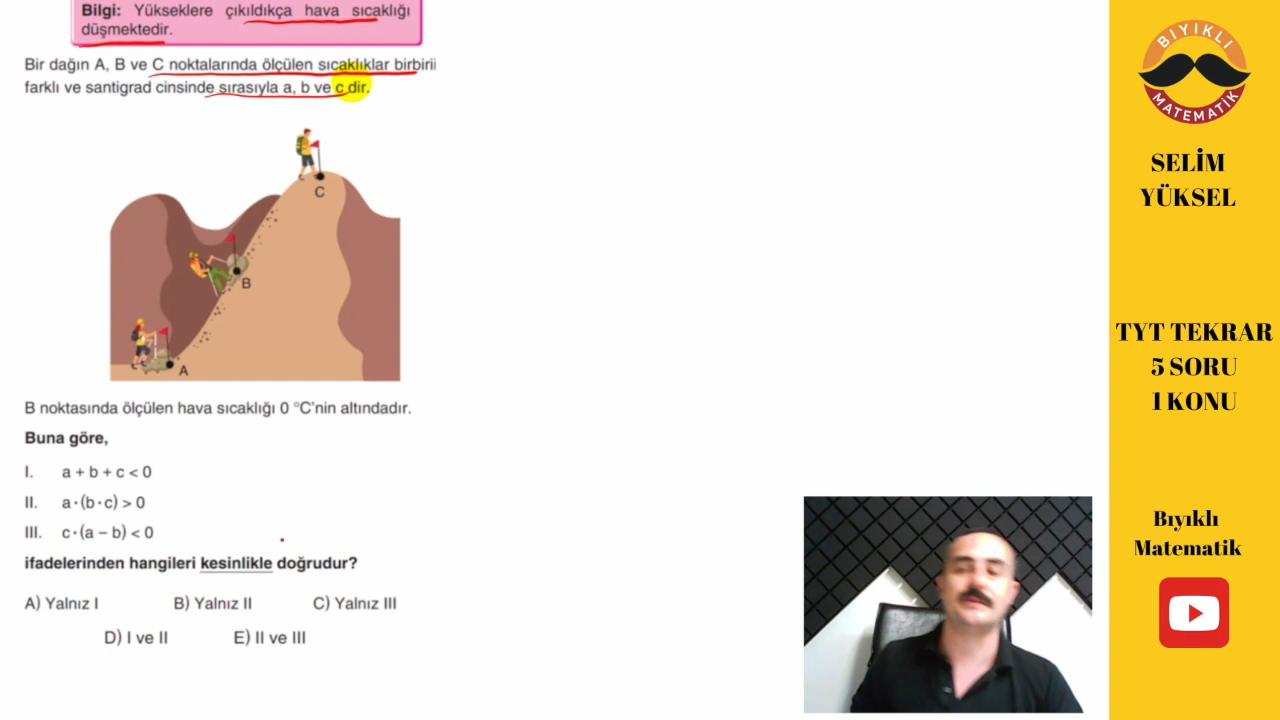 Bilgi: Yükseklere çıkıldıkça hava sıcaklığı
düşmektedir.
Bir dağın A, B ve C noktalarında ölçülen sıcaklıklar birbirii
farklı ve santigrad cinsinde sırasıyla a, b ve c dir.
C
B
A
B noktasında ölçülen hava sıcaklığı 0 °C'nin altındadır.
Buna göre,
I. a + b + c < 0
II. a·(b·c) > 0
III. c·(a – b) < 0
ifadelerinden hangileri kesinlikle doğrudur?
A) Yalnız I B) Yalnız II C) Yalnız III
D) I ve II E) II ve III
BIYIKLI
MATEMATİK
SELİM
YÜKSEL
TYT TEKRAR
5 SORU
1 KONU
Bıyıklı
Matematik